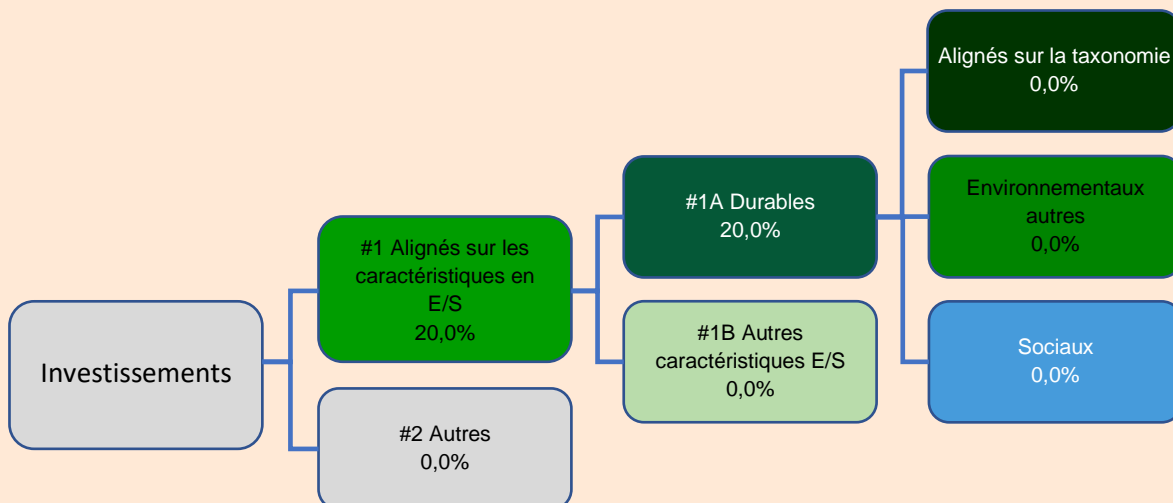 Investissements
#1 Alignés sur les
caractéristiques en
E/S
20,0%
#2 Autres
0,0%
#1A Durables
20,0%
#1B Autres
caractéristiques E/S
0,0%
Alignés sur la taxonomie
0,0%
Environnementaux
autres
0,0%
Sociaux
0,0%